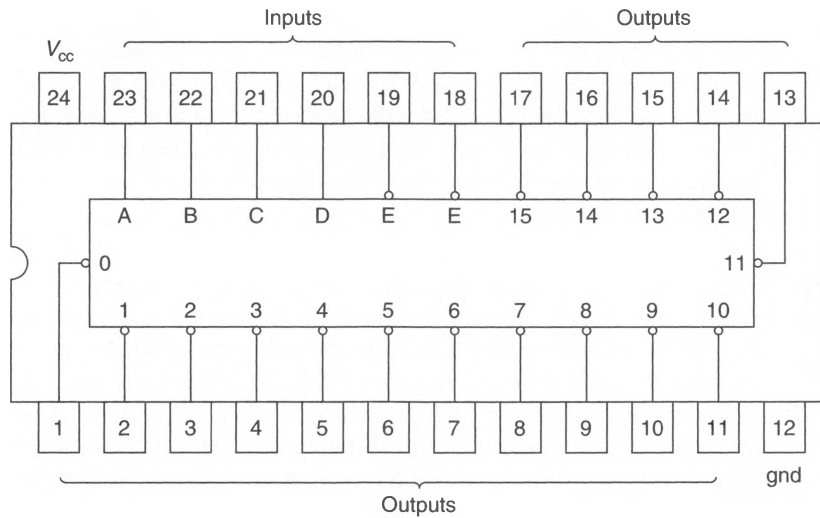 Inputs Outputs
Vcc
24 23 22 21 20 19 18 17 16 15 14 13
A B C D E E 15 14 13 12
0 11
1 2 3 4 5 6 7 8 9 10
1 2 3 4 5 6 7 8 9 10 11 12
gnd
Outputs